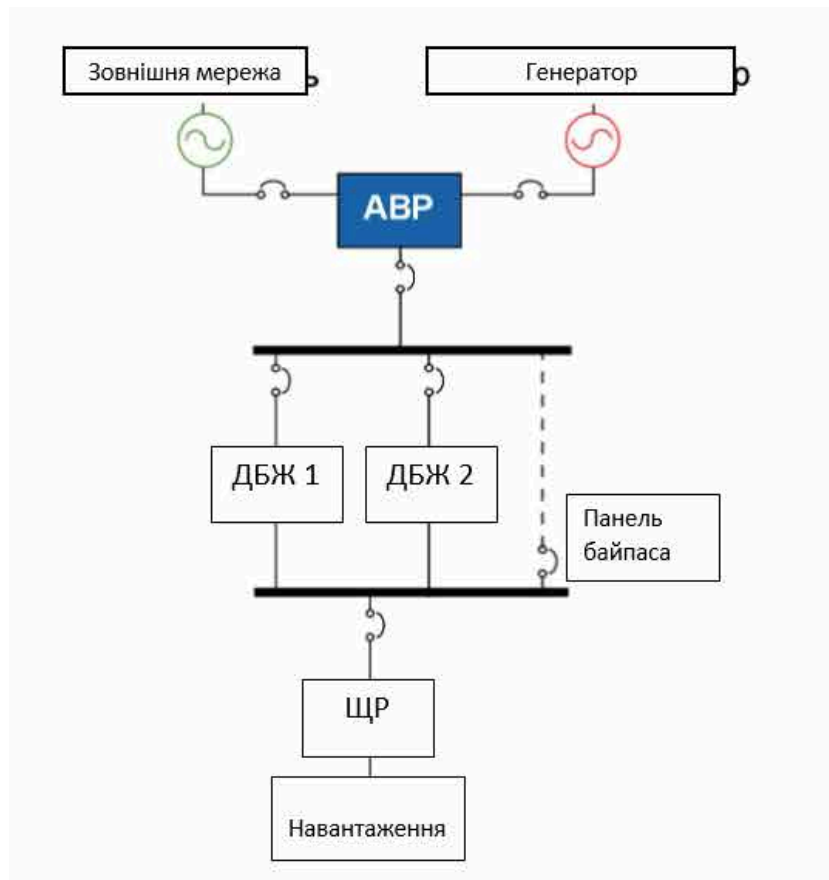 Зовнішня мережа
Генератор
АВР
ДБЖ 1
ДБЖ 2
Панель
байпаса
ЩР
Навантаження